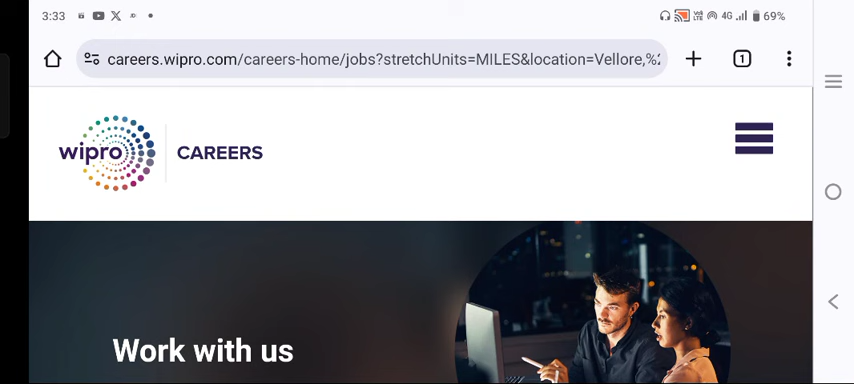 3:33 4G 69%
careers.wipro.com/careers-home/jobs?stretchUnits=MILES&location=Vellore,%2
1
wipro CAREERS
Work with us